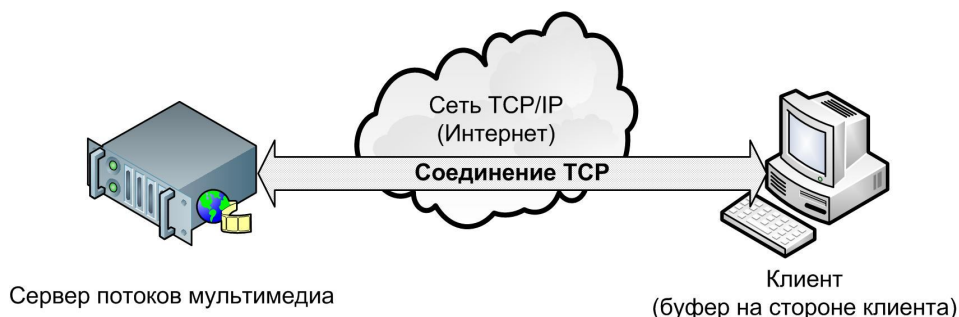 Сеть TCP/IP
(Интернет)
Соединение TCP
Сервер потоков мультимедиа
Клиент
(буфер на стороне клиента)